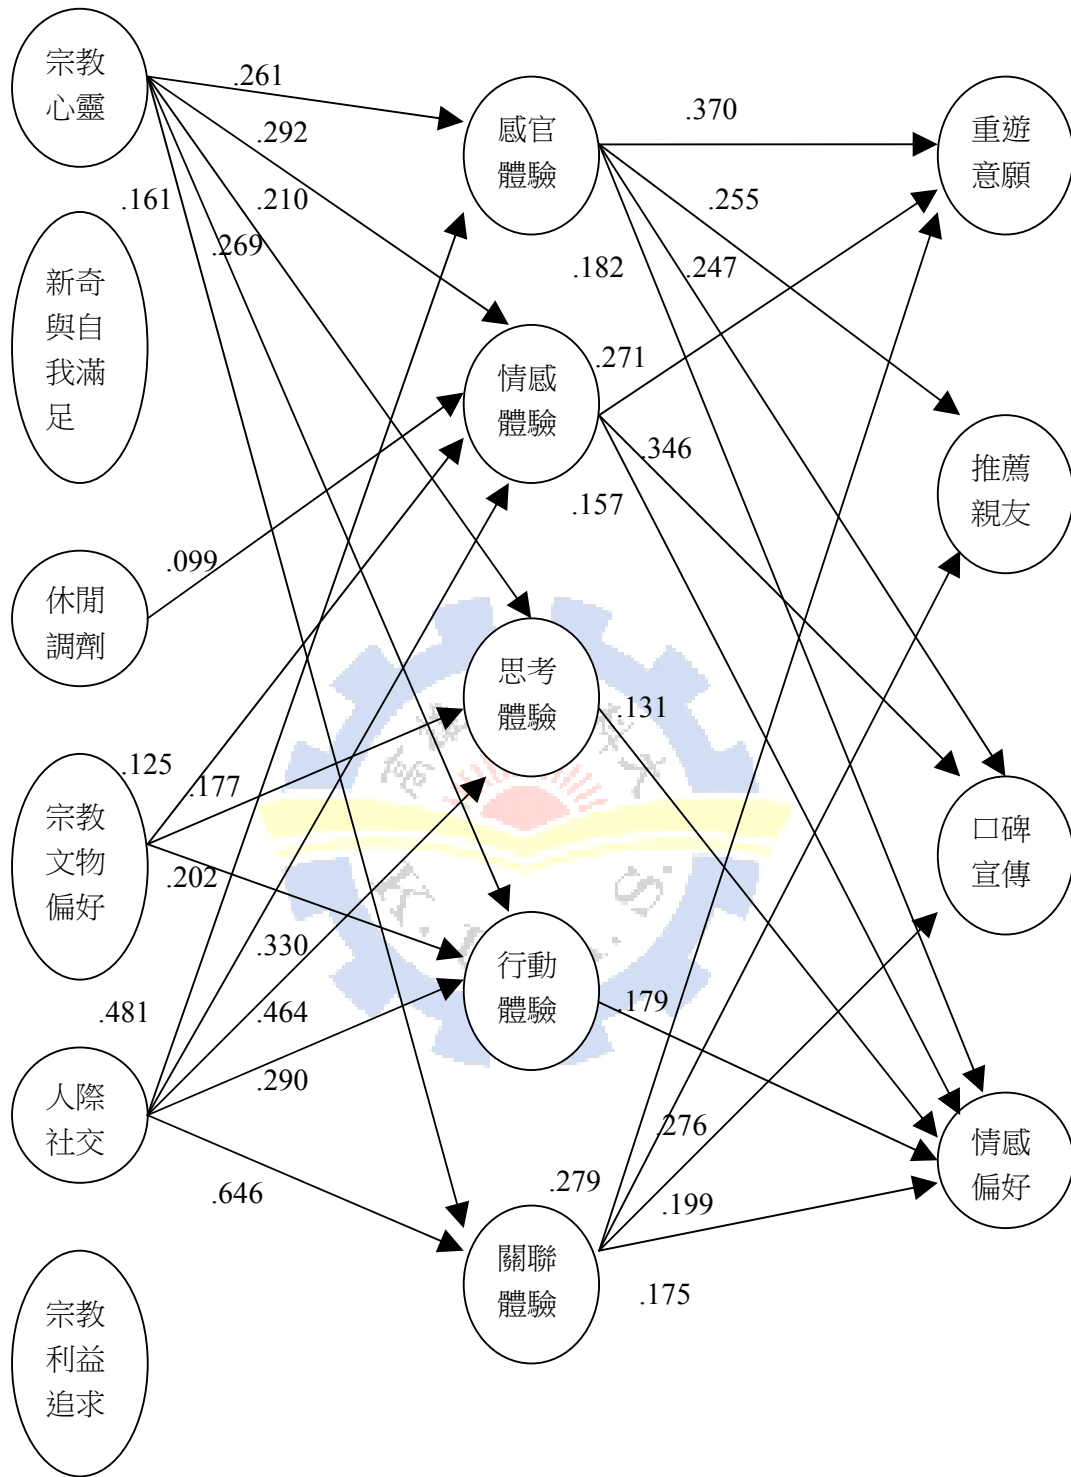 宗教
心靈
新奇
與自
我滿
足
休閒
調劑
宗教
文物
偏好
人際
社交
宗教
利益
追求
.261
.292
.210
.161
.269
.099
.125
.177
.202
.330
.481
.464
.290
.646
感官
體驗
情感
體驗
思考
體驗
行動
體驗
關聯
體驗
.370
.255
.247
.182
.271
.346
.157
.131
.179
.276
.279
.199
.175
重遊
意願
推薦
親友
口碑
宣傳
情感
偏好